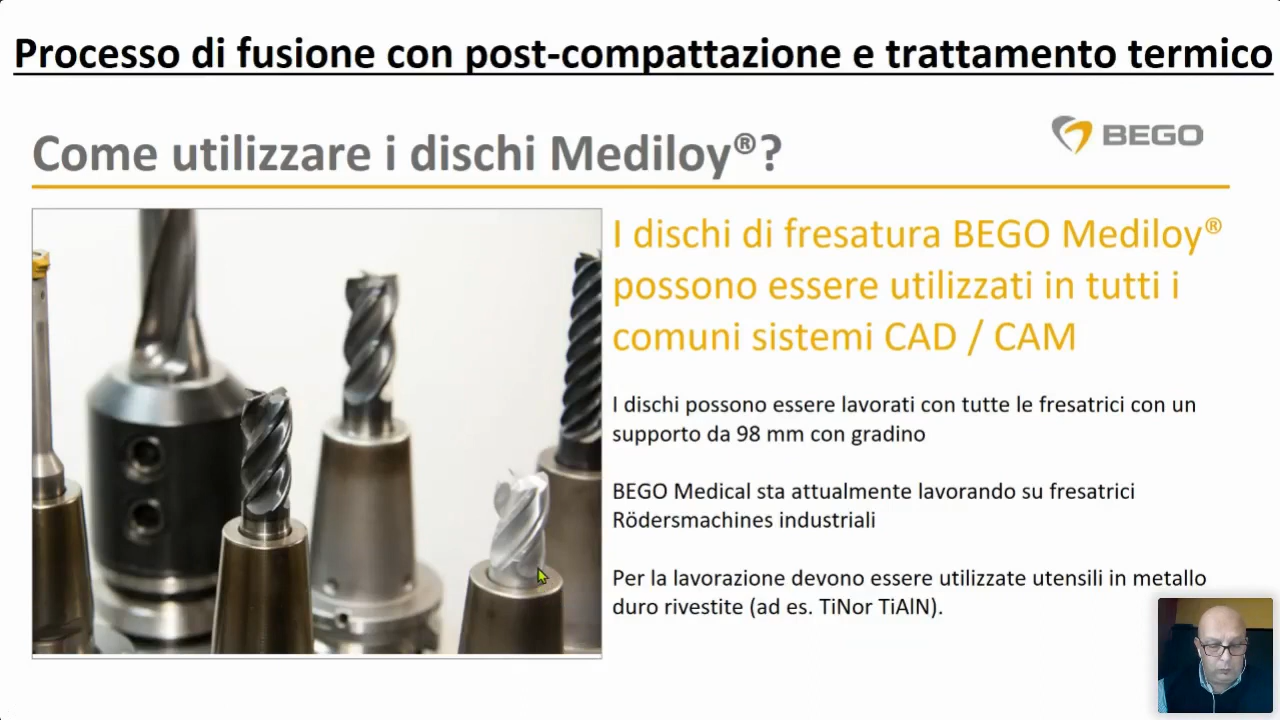 Processo di fusione con post-compattazione e trattamento termico
BEGO
Come utilizzare i dischi Mediloy®?
I dischi di fresatura BEGO Mediloy®
possono essere utilizzati in tutti i
comuni sistemi CAD / CAM
I dischi possono essere lavorati con tutte le fresatrici con un
supporto da 98 mm con gradino
BEGO Medical sta attualmente lavorando su fresatrici
Rödersmachines industriali
Per la lavorazione devono essere utilizzate utensili in metallo
duro rivestite (ad es. TiNor TiAlN).